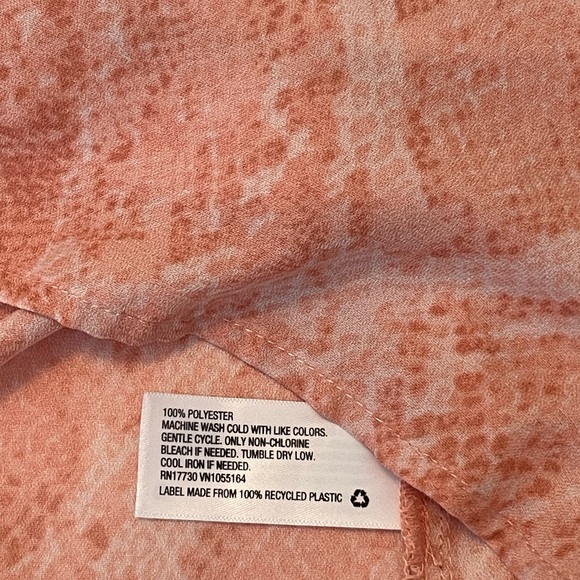 100% POLYESTER
MACHINE WASH COLD WITH LIKE COLORS.
GENTLE CYCLE. ONLY NON-CHLORINE
BLEACH IF NEEDED. TUMBLE DRY LOW.
COOL IRON IF NEEDED.
RN17730 VN1055164
LABEL MADE FROM 100% RECYCLED PLASTIC